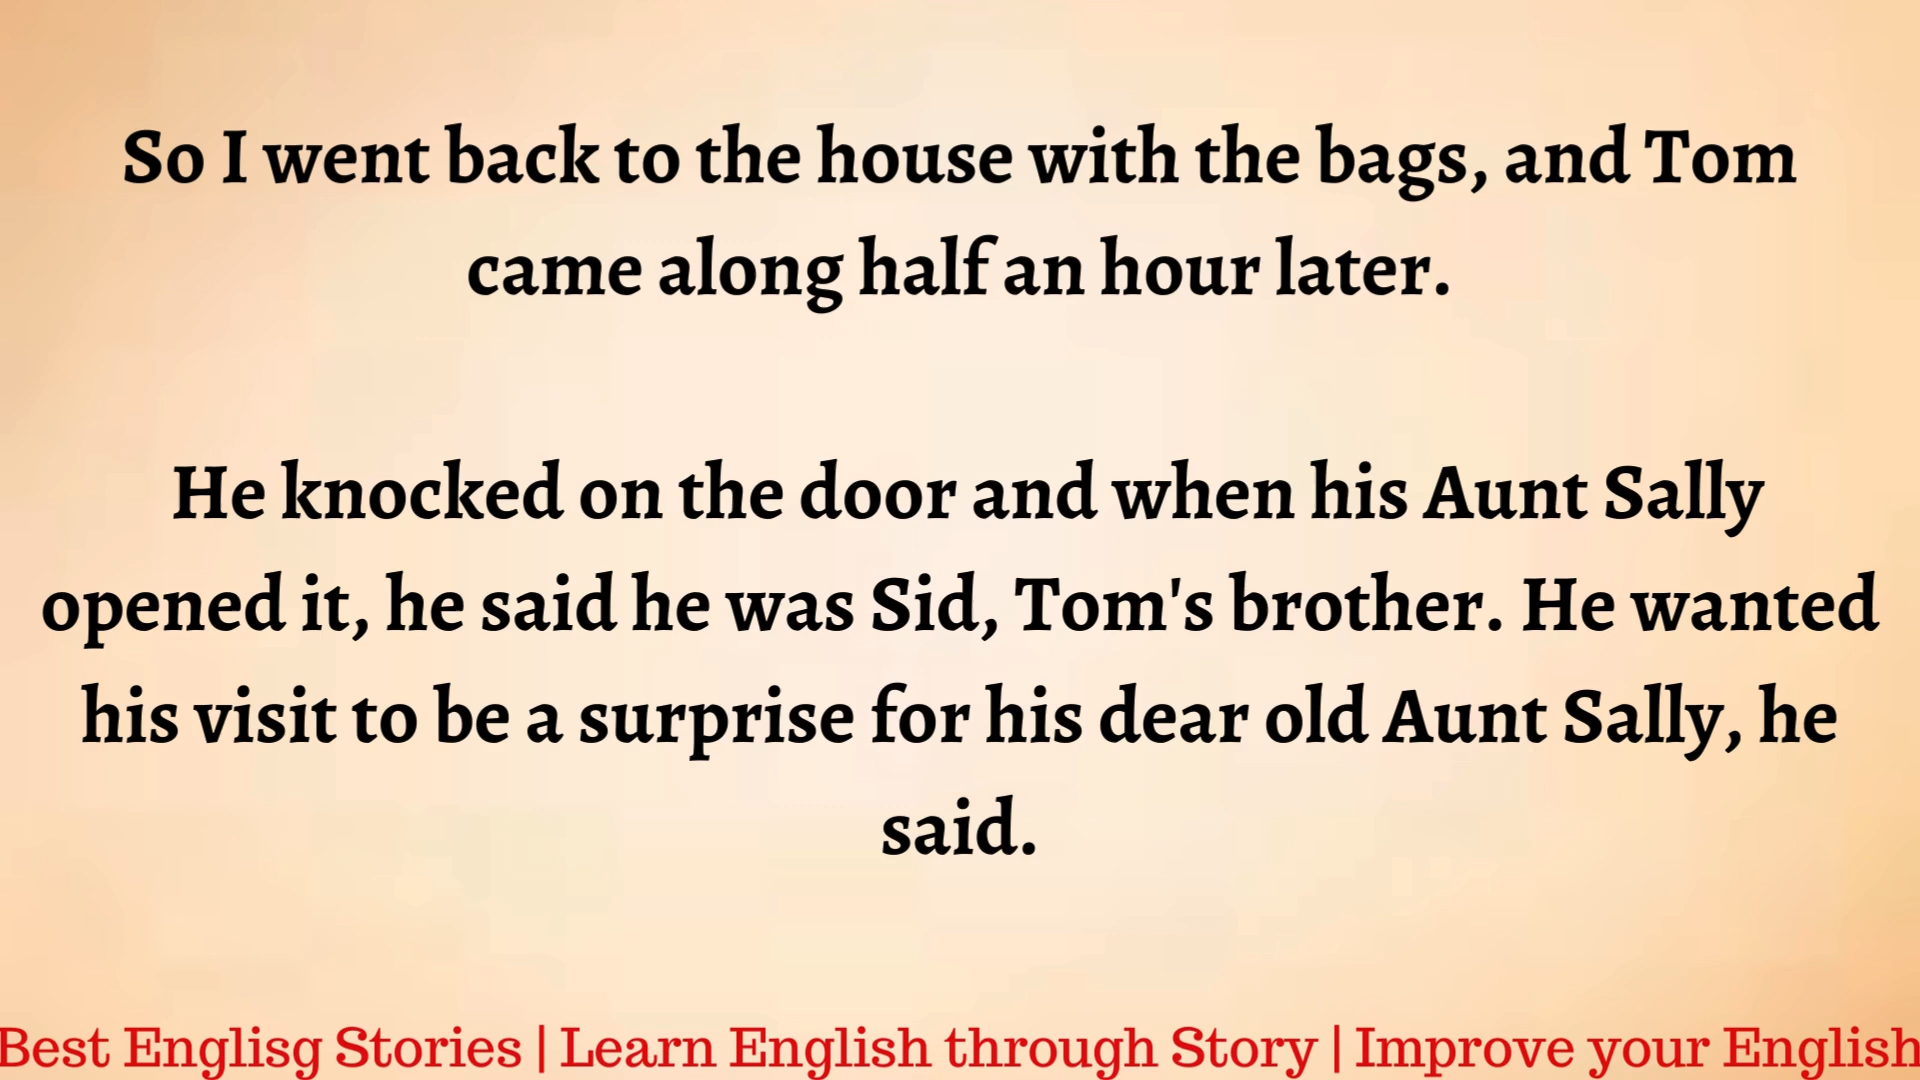 So I went back to the house with the bags, and Tom
came along half an hour later.
He knocked on the door and when his Aunt Sally
opened it, he said he was Sid, Tom's brother. He wanted
his visit to be a surprise for his dear old Aunt Sally, he
said.
Best Englisg Stories | Learn English through Story | Improve your English